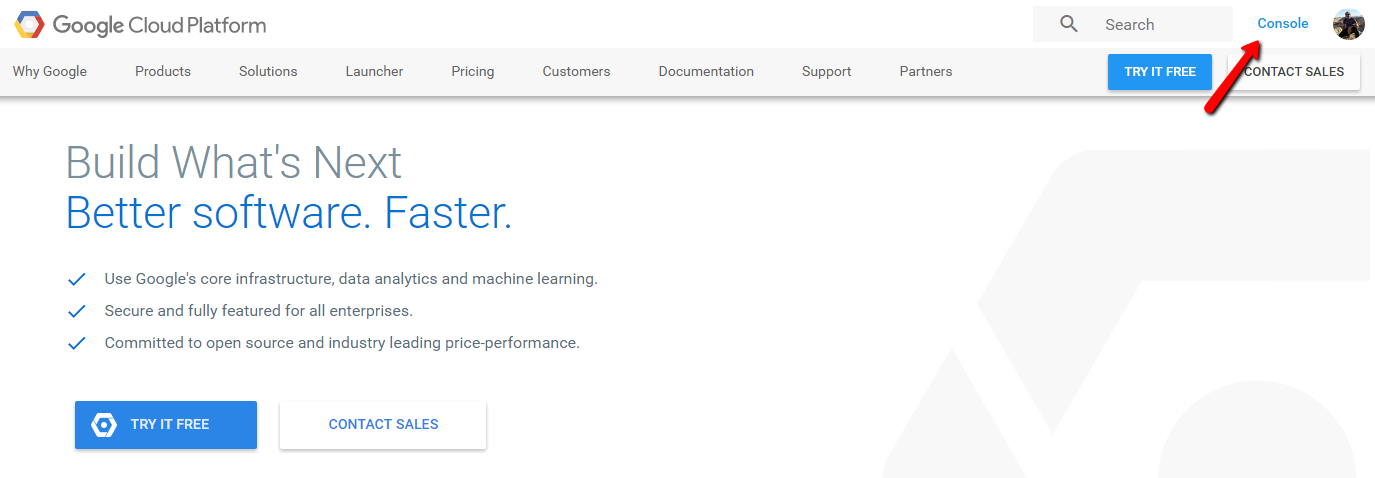 Google Cloud Platform
Search
Console
Why Google Products Solutions Launcher Pricing Customers Documentation Support Partners TRY IT FREE CONTACT SALES
Build What's Next
Better software. Faster.
Use Google's core infrastructure, data analytics and machine learning.
Secure and fully featured for all enterprises.
Committed to open source and industry leading price-performance.
TRY IT FREE CONTACT SALES